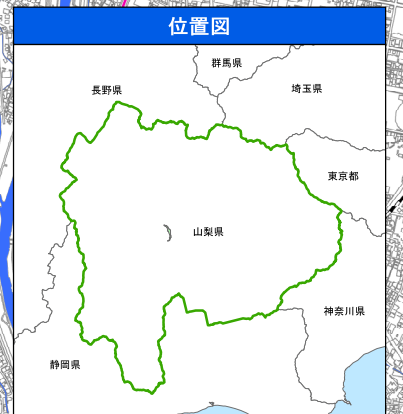 位置図
群馬県
埼玉県
長野県
東京都
山梨県
神奈川県
静岡県